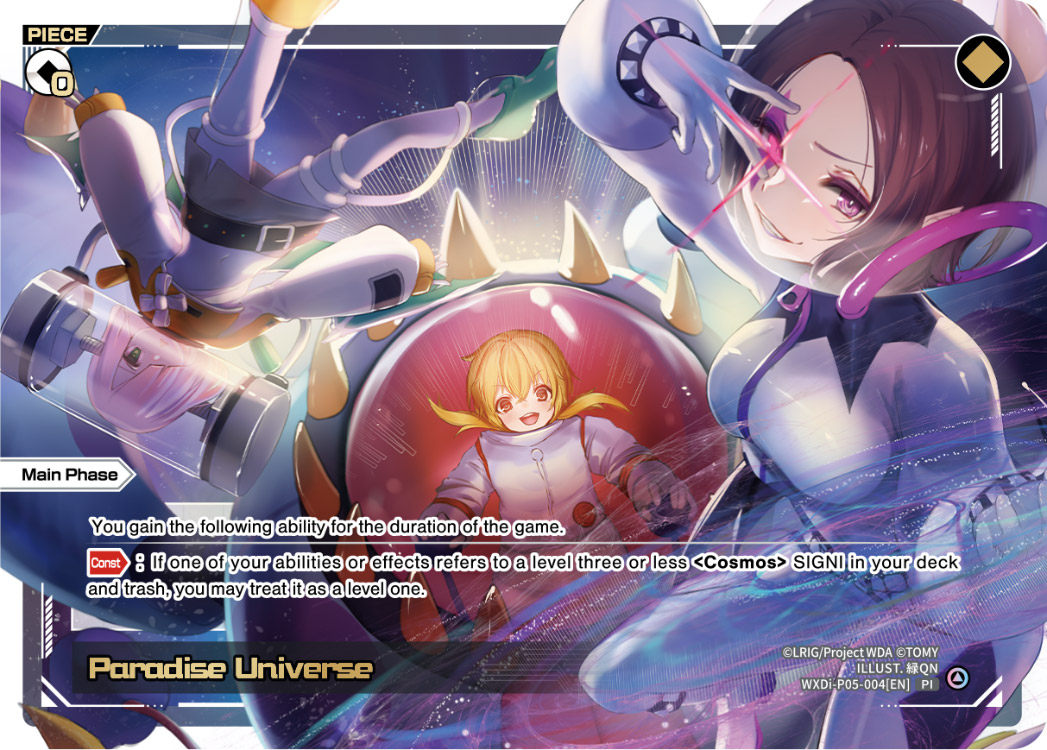 PIECE
0
Main Phase
You gain the following ability for the duration of the game.
Const : If one of your abilities or effects refers to a level three or less <Cosmos> SIGNI in your deck
and trash, you may treat it as a level one.
Paradise Universe
©LRIG/Project WDA ©TOMY
ILLUST. 緑QN
WXDi-P05-004[EN] PI